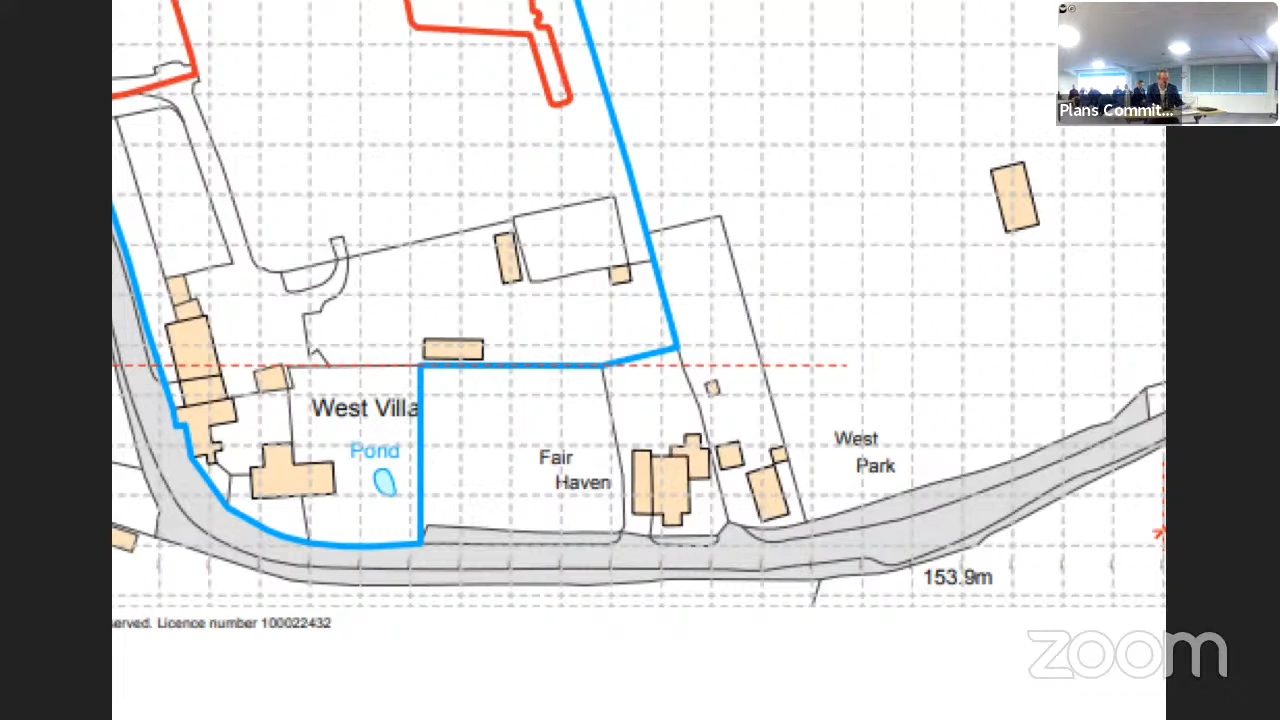 Plans Commit...
West Villa
Pond
Fair
Haven
West
Park
153.9m
erved. Licence number 100022432
zoom